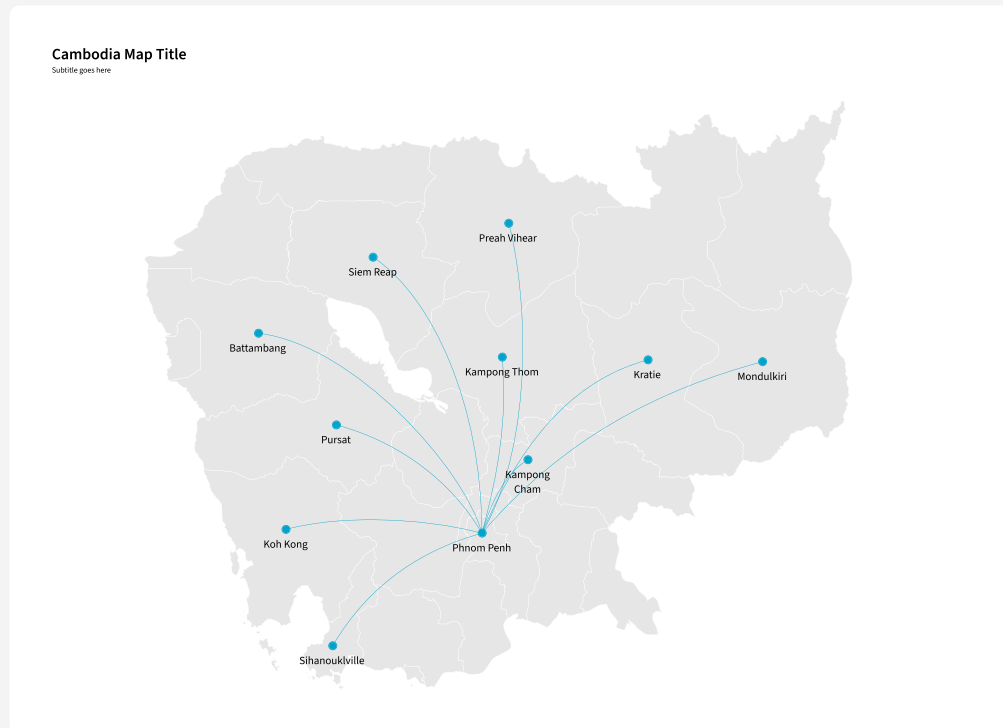 Cambodia Map Title
Subtitle goes here
Preah Vihear
Siem Reap
Battambang
Kampong Thom
Kratie
Mondulkiri
Pursat
Kampong
Cham
Koh Kong
Phnom Penh
Sihanouklville